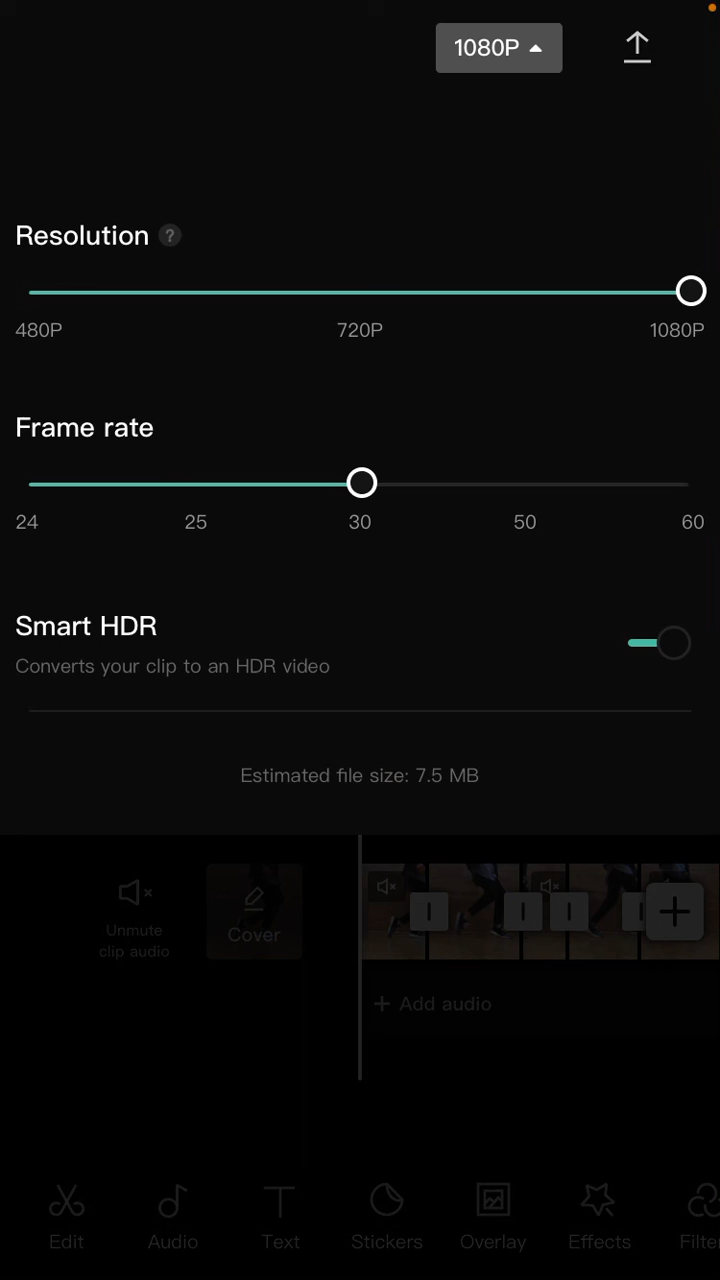 1080P
Resolution ?
480P 720P 1080P
Frame rate
24 25 30 50 60
Smart HDR
Converts your clip to an HDR video
Estimated file size: 7.5 MB
Unmute
clip audio
Cover
+ Add audio
Edit Audio Text Stickers Overlay Effects Filter